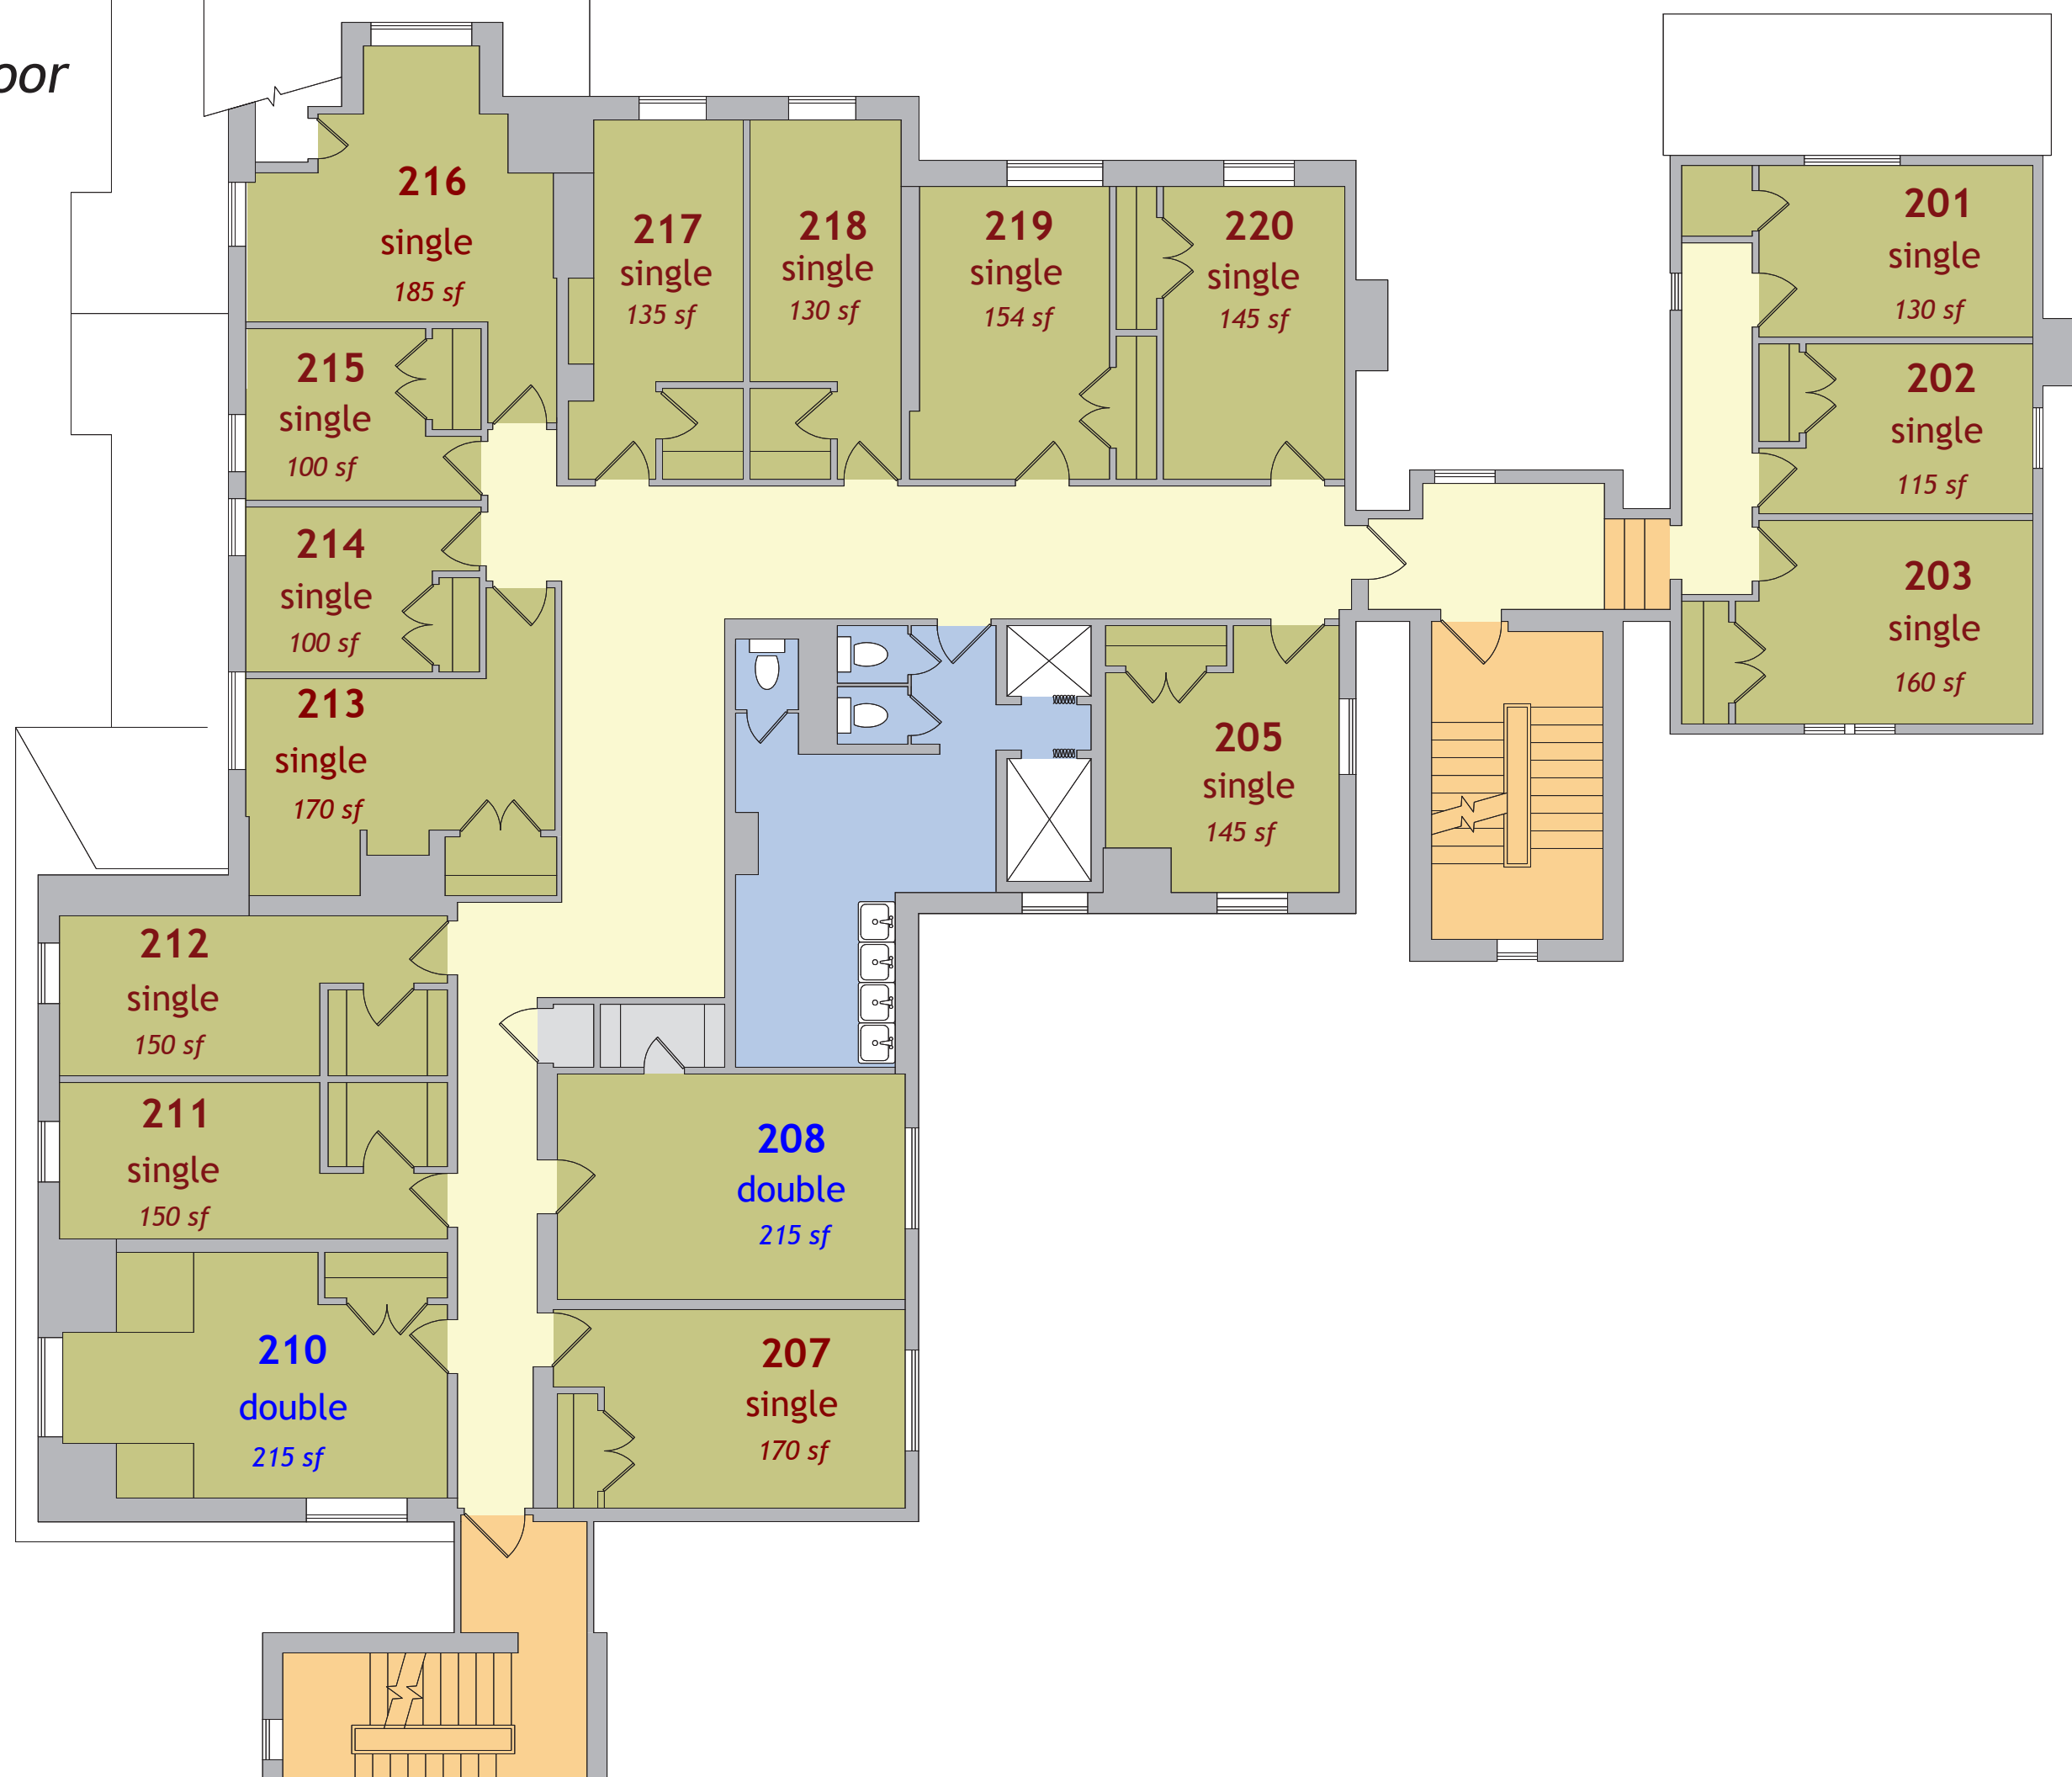 oor
216
single
185 sf
217
single
135 sf
218
single
130 sf
219
single
154 sf
220
single
145 sf
201
single
130 sf
215
single
100 sf
202
single
115 sf
214
single
100 sf
203
single
160 sf
213
single
170 sf
205
single
145 sf
212
single
150 sf
211
single
150 sf
208
double
215 sf
210
double
215 sf
207
single
170 sf